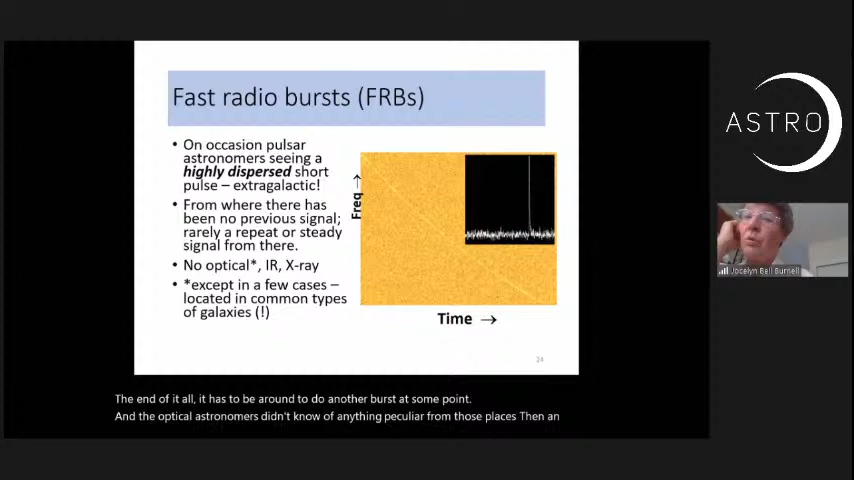 Fast radio bursts (FRBs)
• On occasion pulsar
astronomers seeing a
highly dispersed short
pulse – extragalactic!
• From where there has
been no previous signal;
rarely a repeat or steady
signal from there.
• No optical*, IR, X-ray
• *except in a few cases –
located in common types
of galaxies (!)
Freq →
Time →
24
ASTRO
Jocelyn Bell Burnell
The end of it all, it has to be around to do another burst at some point.
And the optical astronomers didn't know of anything peculiar from those places Then an